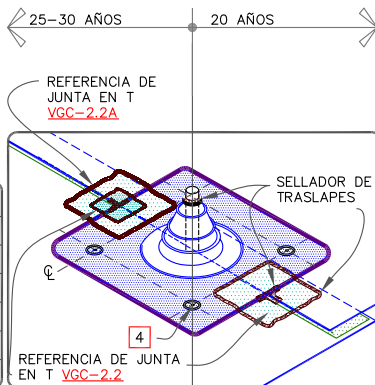 25-30 AÑOS
20 AÑOS
REFERENCIA DE
JUNTA EN T
VGC-2.2A
SELLADOR DE
TRASLAPES
℄
4
REFERENCIA DE JUNTA
EN T VGC-2.2